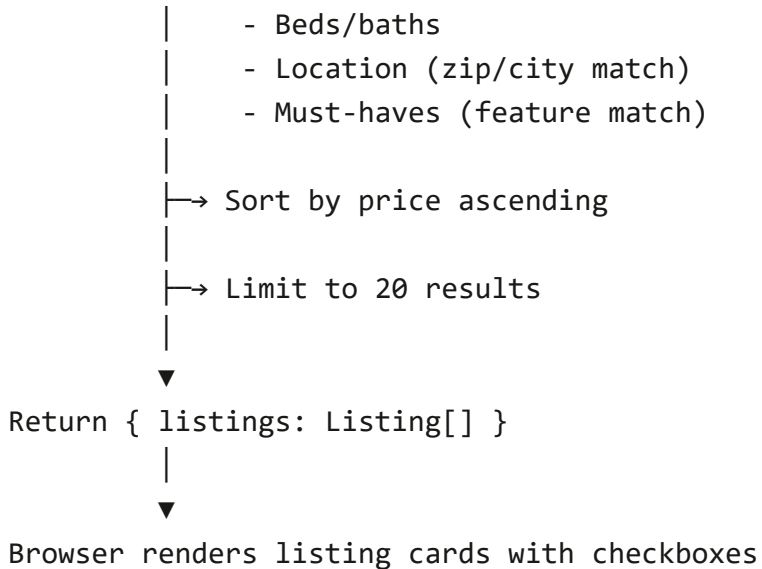 - Beds/baths
- Location (zip/city match)
- Must-haves (feature match)
Sort by price ascending
Limit to 20 results
Return { listings: Listing[] }
Browser renders listing cards with checkboxes